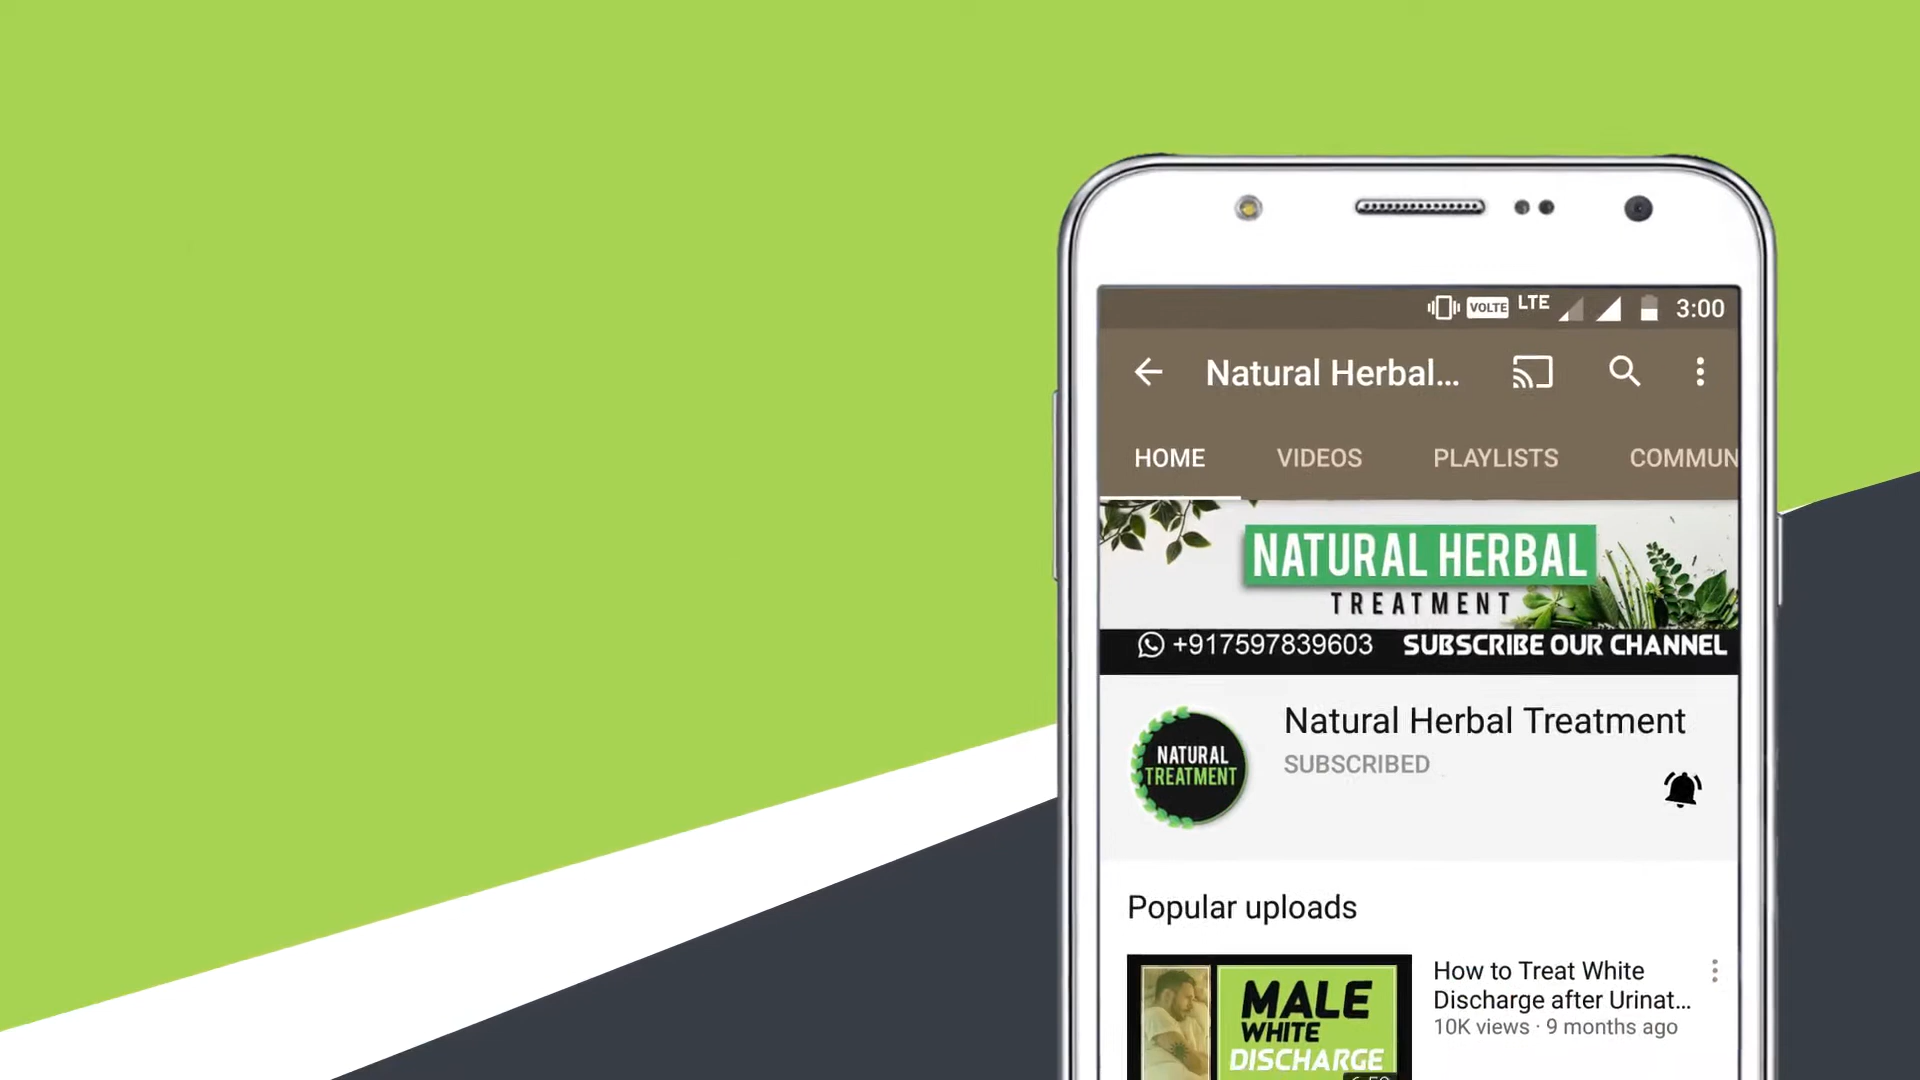 VOLTE LTE 3:00
Natural Herbal...
HOME VIDEOS PLAYLISTS COMMUN
NATURAL HERBAL
TREATMENT
+917597839603 SUBSCRIBE OUR CHANNEL
NATURAL
TREATMENT
Natural Herbal Treatment
SUBSCRIBED
Popular uploads
MALE
WHITE
DISCHARGE
How to Treat White
Discharge after Urinat...
10K views · 9 months ago